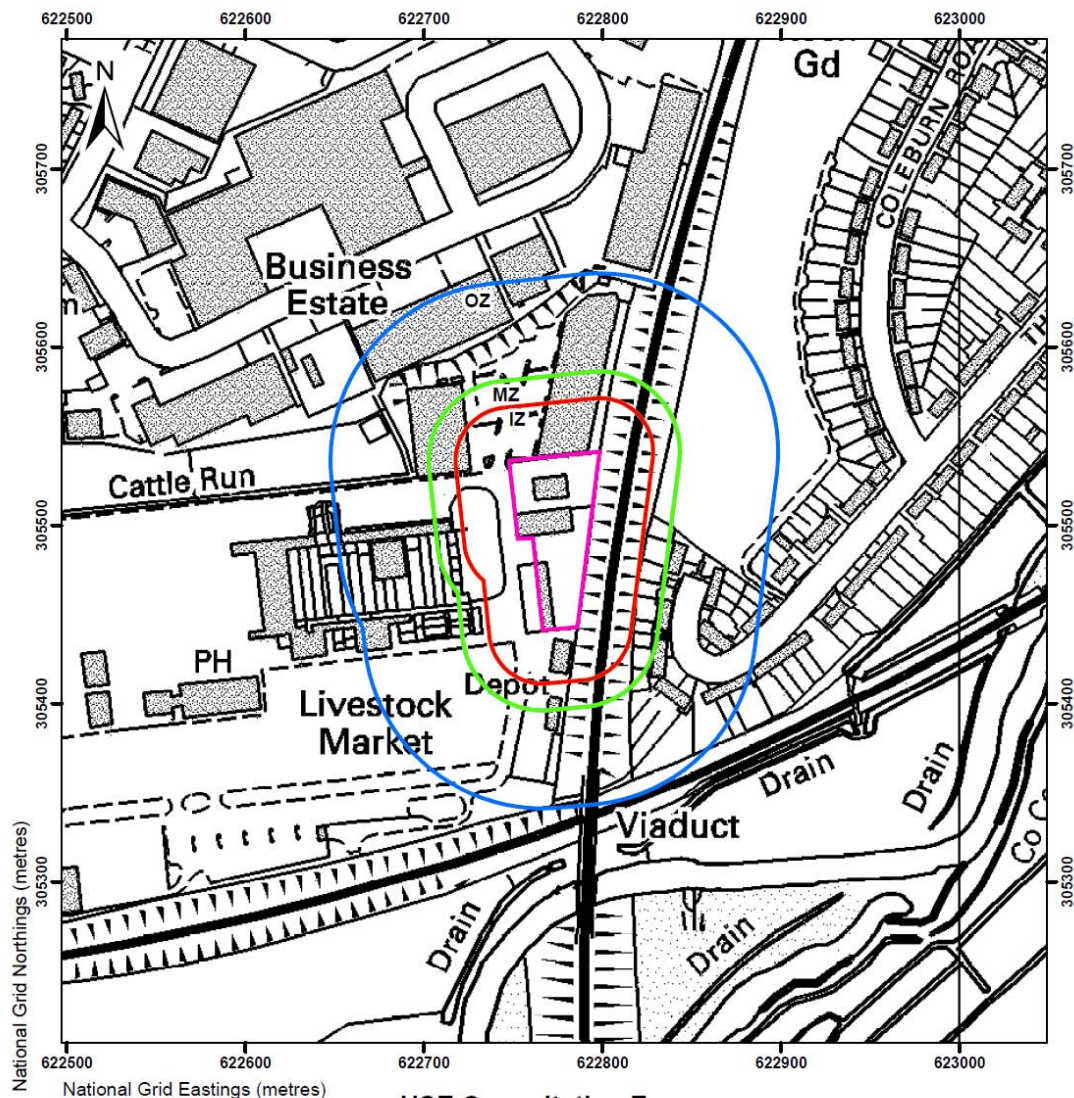 622500 622600 622700 622800 622900 623000
N
Gd
COLEBURN
305700
305700
Business
Estate
OZ
305600
305600
MZ
IZ
Cattle Run
305500
305500
PH
Depot
Livestock
Market
305400
305400
Drain
Drain
Viaduct
305300
305300
Drain
Drain
National Grid Northings (metres)
622500 622600 622700 622800 622900 623000
National Grid Eastings (metres)